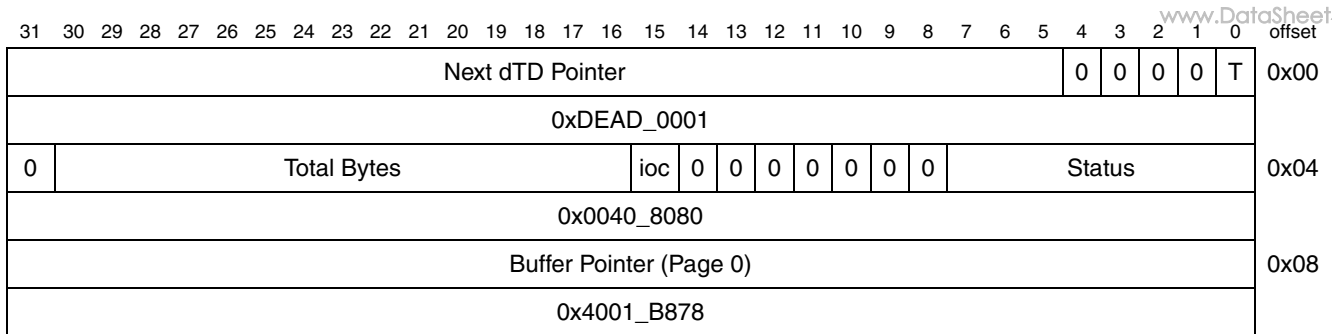 www.DataSheet
31 30 29 28 27 26 25 24 23 22 21 20 19 18 17 16 15 14 13 12 11 10 9 8 7 6 5 4 3 2 1 0 offset
Next dTD Pointer 0 0 0 0 T 0x00
0xDEAD_0001
0 Total Bytes ioc 0 0 0 0 0 0 0 Status 0x04
0x0040_8080
Buffer Pointer (Page 0) 0x08
0x4001_B878